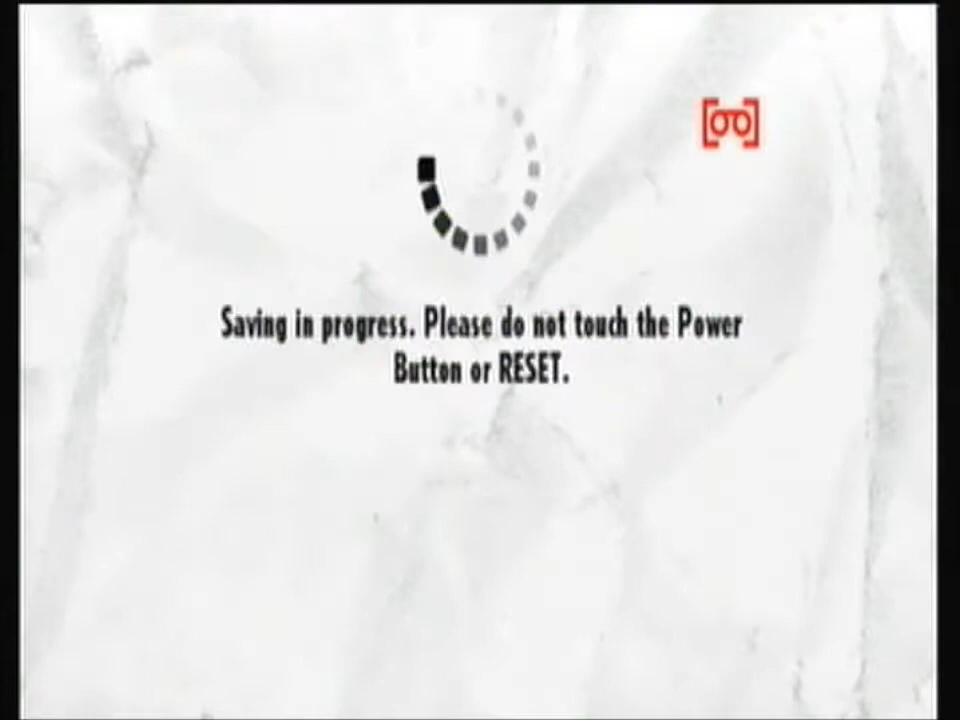 Saving in progress. Please do not touch the Power
Button or RESET.